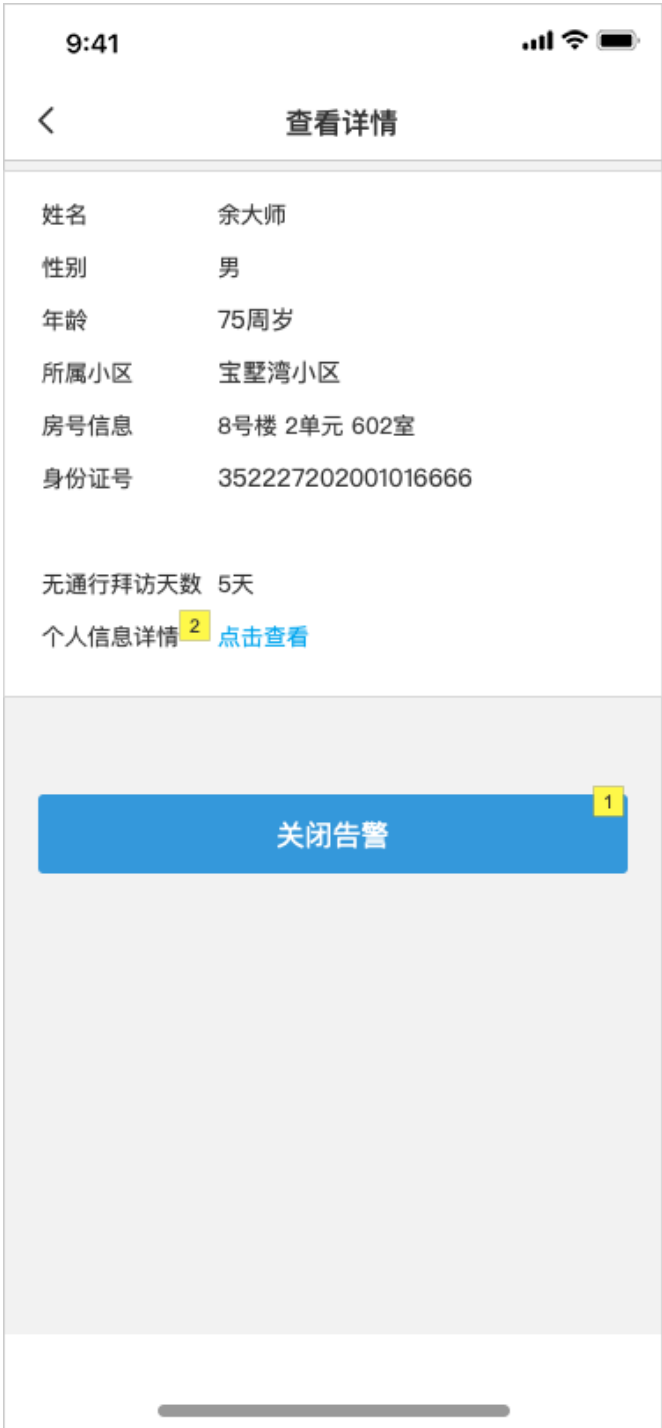 9:41
查看详情
姓名 余大师
性别 男
年龄 75周岁
所属小区 宝墅湾小区
房号信息 8号楼 2单元 602室
身份证号 352227202001016666
无通行拜访天数 5天
个人信息详情 2 点击查看
1
关闭告警